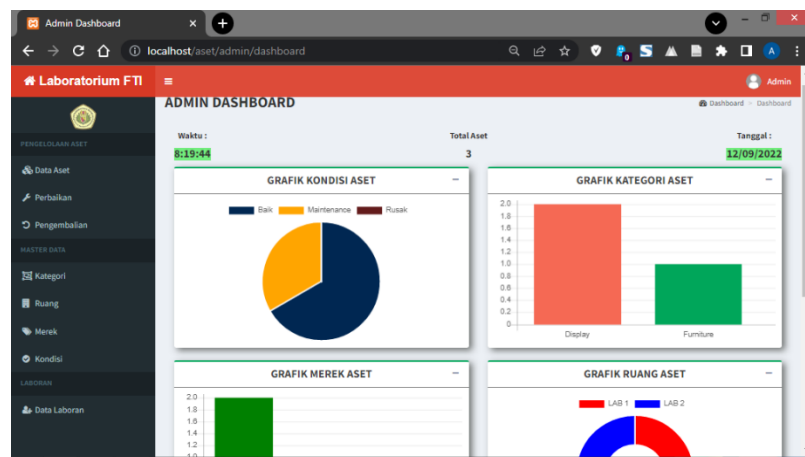 Admin Dashboard
localhost/aset/admin/dashboard
A
Laboratorium FTI
Admin
ADMIN DASHBOARD
Dashboard > Dashboard
PENGELOLAAN ASET
Data Aset
Perbaikan
Pengembalian
MASTER DATA
Kategori
Ruang
Merek
Kondisi
LABORAN
Data Laboran
Waktu :
Total Aset
Tanggal :
8:19:44
3
12/09/2022
GRAFIK KONDISI ASET
Baik Maintenance Rusak
GRAFIK KATEGORI ASET
2.0
1.8
1.6
1.4
1.2
1.0
0.8
0.6
0.4
0.2
0
Display Furniture
GRAFIK MEREK ASET
2.0
1.8
1.6
1.4
1.2
1.0
GRAFIK RUANG ASET
LAB 1 LAB 2